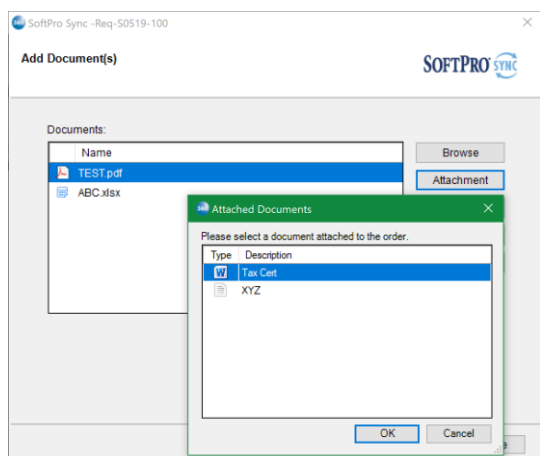 SoftPro Sync -Req-S0519-100
Add Document(s)
SOFTPRO SYNC
Documents:
Name
Browse
TEST.pdf
Attachment
ABC.xlsx
Attached Documents
Please select a document attached to the order.
Type Description
Tax Cert
XYZ
OK Cancel